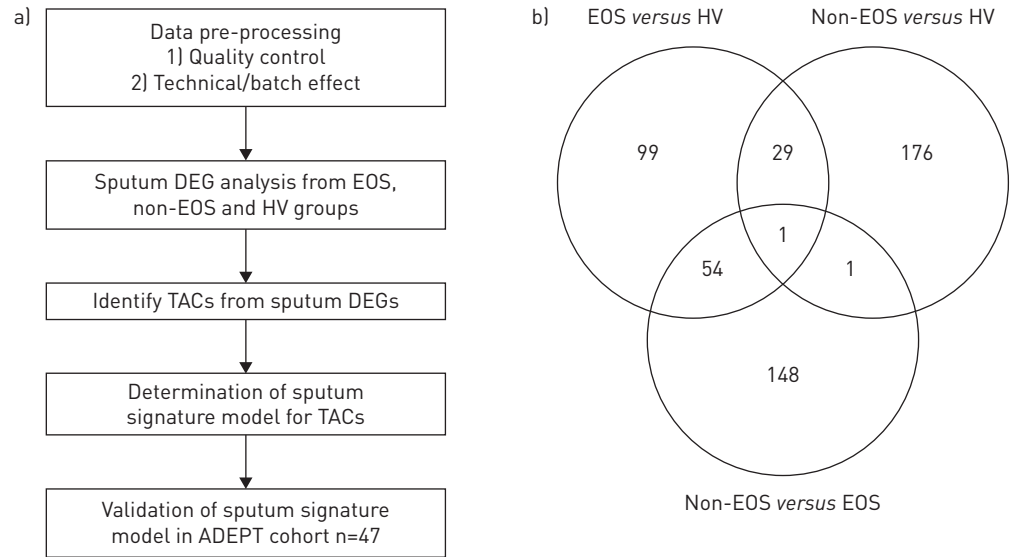 a)
Data pre-processing
1) Quality control
2) Technical/batch effect
Sputum DEG analysis from EOS,
non-EOS and HV groups
Identify TACs from sputum DEGs
Determination of sputum
signature model for TACs
Validation of sputum signature
model in ADEPT cohort n=47
b)
EOS versus HV
Non-EOS versus HV
99
29
176
1
54
1
148
Non-EOS versus EOS